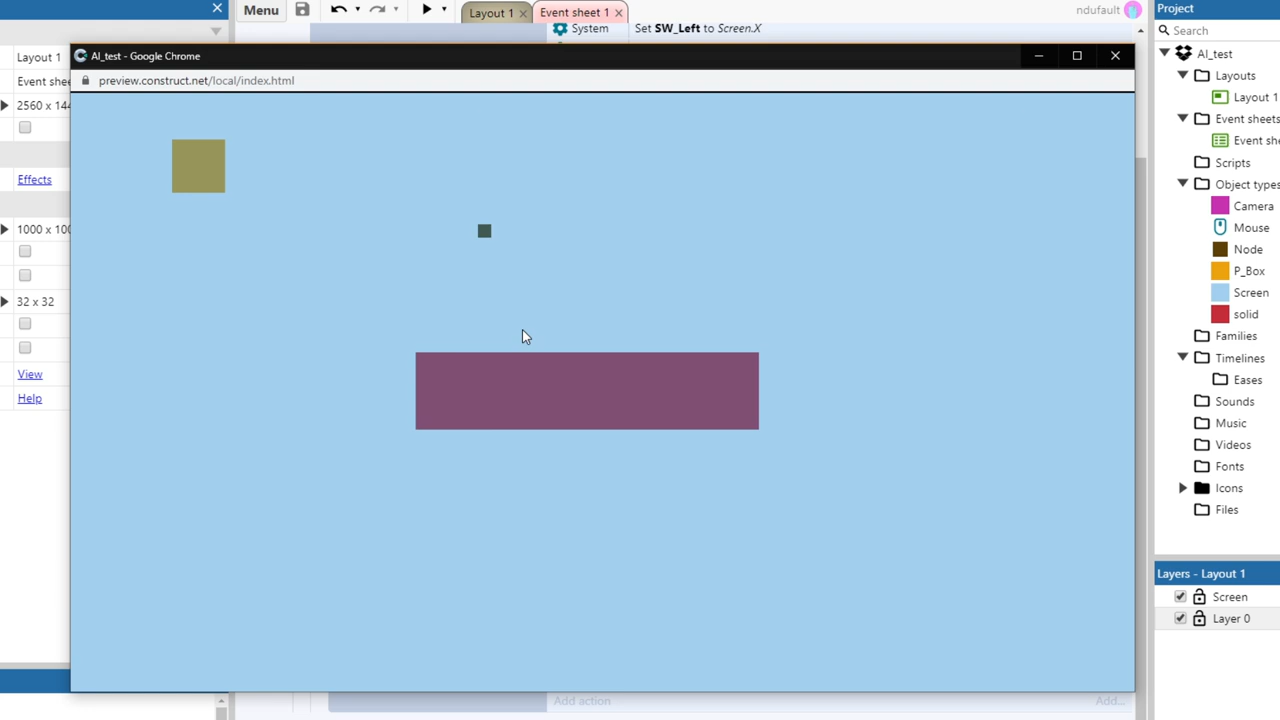 Menu
Layout 1
Event sheet 1
ndufault
Project
System
Set SW_Left to Screen.X
Search
AI_test - Google Chrome
preview.construct.net/local/index.html
Layout 1
Event shee
2560 x 144
Effects
1000 x 100
32 x 32
View
Help
AI_test
Layouts
Layout 1
Event sheets
Event she
Scripts
Object types
Camera
Mouse
Node
P_Box
Screen
solid
Families
Timelines
Eases
Sounds
Music
Videos
Fonts
Icons
Files
Layers - Layout 1
Screen
Layer 0
Add action
Add...